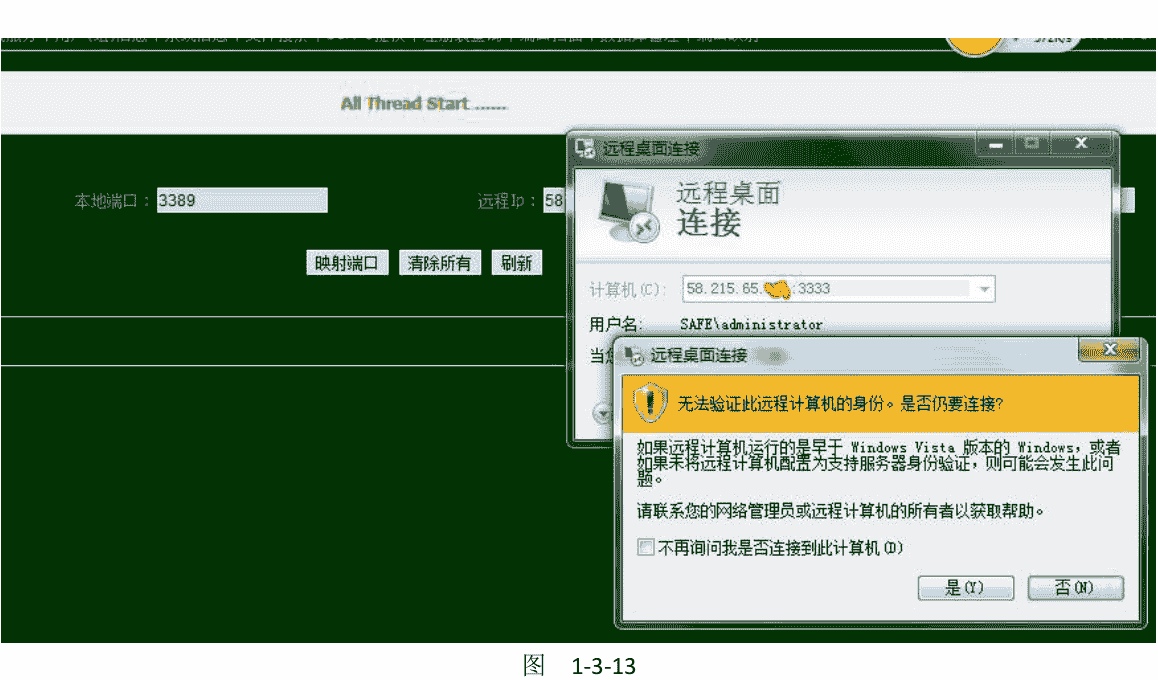 All Thread Start ......
本地端口：
3389
远程Ip：
58
映射端口
清除所有
刷新
远程桌面连接
远程桌面
连接
计算机(C)：
58.215.65.
:3333
用户名：
SAFE\administrator
当您
远程桌面连接
无法验证此远程计算机的身份。是否仍要连接?
如果远程计算机运行的是早于 Windows Vista 版本的 Windows，或者
如果未将远程计算机配置为支持服务器身份验证，则可能会发生此问
题。
请联系您的网络管理员或远程计算机的所有者以获取帮助。
不再询问我是否连接到此计算机(D)
是(Y)
否(N)
图 1-3-13